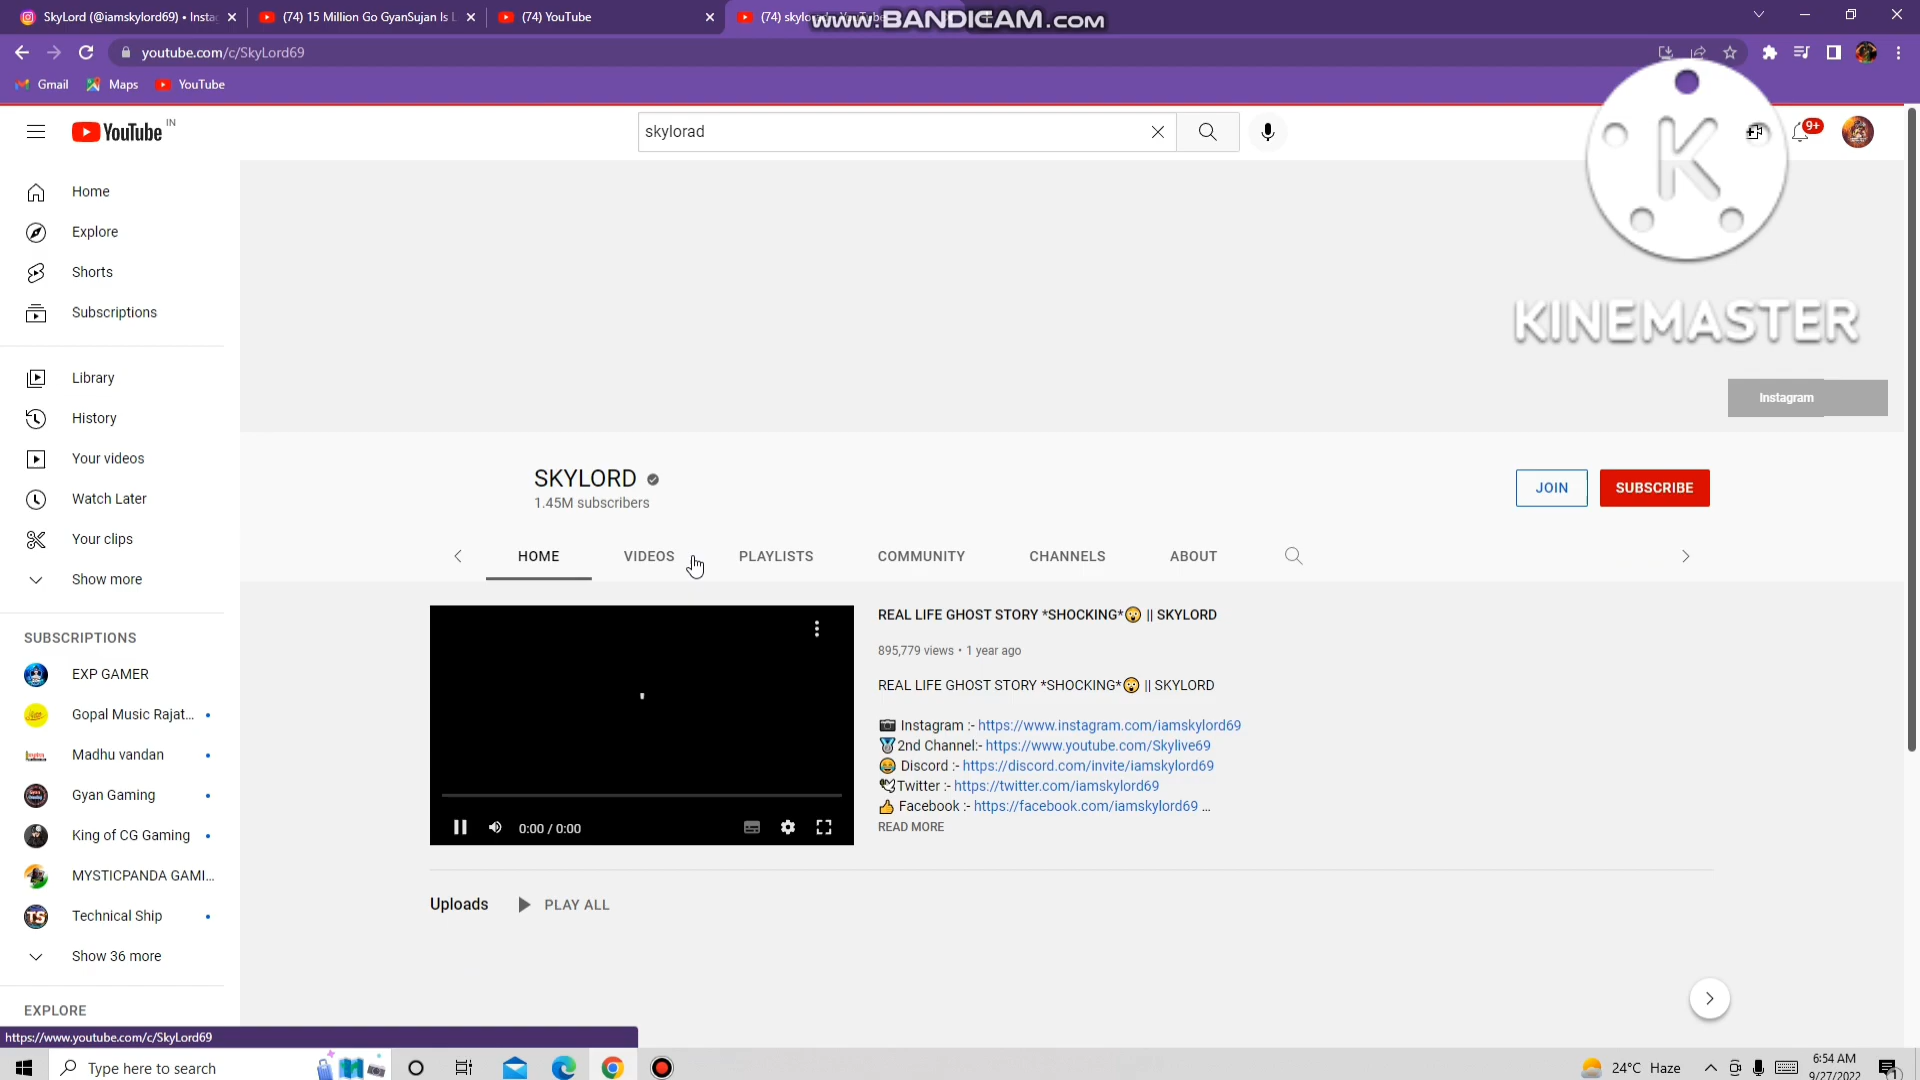 SkyLord (@iamskylord69) • Insta
(74) 15 Million Go GyanSujan Is L
(74) YouTube
www.BANDICAM.com
youtube.com/c/SkyLord69
Gmail
Maps
YouTube
YouTube IN
skylorad
9+
KINEMASTER
Home
Explore
Shorts
Subscriptions
Library
History
Your videos
Watch Later
Your clips
Show more
SUBSCRIPTIONS
EXP GAMER
Gopal Music Rajat...
Madhu vandan
Gyan Gaming
King of CG Gaming
MYSTICPANDA GAMI...
Technical Ship
Show 36 more
EXPLORE
Instagram
SKYLORD
1.45M subscribers
JOIN
SUBSCRIBE
HOME
VIDEOS
PLAYLISTS
COMMUNITY
CHANNELS
ABOUT
0:00 / 0:00
REAL LIFE GHOST STORY *SHOCKING*😲 || SKYLORD
895,779 views • 1 year ago
REAL LIFE GHOST STORY *SHOCKING*😲 || SKYLORD
📷 Instagram :- https://www.instagram.com/iamskylord69
🥇2nd Channel:- https://www.youtube.com/Skylive69
😂 Discord :- https://discord.com/invite/iamskylord69
🕊Twitter :- https://twitter.com/iamskylord69
👍 Facebook :- https://facebook.com/iamskylord69 ...
READ MORE
Uploads
PLAY ALL
https://www.youtube.com/c/SkyLord69
Type here to search
24°C Haze
6:54 AM
9/27/2022